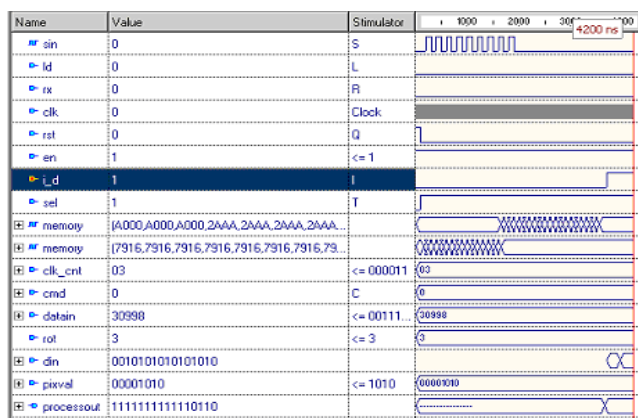 Name Value Stimulator 1000 2000 4200 ns
sin 0 S
ld 0 L
rx 0 R
clk 0 Clock
rst 0 Q
en 1 <= 1
i_d 1 I
sel 1 T
memory (A000,A000,A000,2AAA,2AAA,2AAA,2AAA...
memory (7916,7916,7916,7916,7916,7916,7916,79...
clk_cnt 03 <= 000011 03
cmd 0 C 0
datain 30998 <= 00111... 30998
rot 3 <= 3 3
din 0010101010101010
pixval 00001010 <= 1010 00001010
processout 1111111111110110